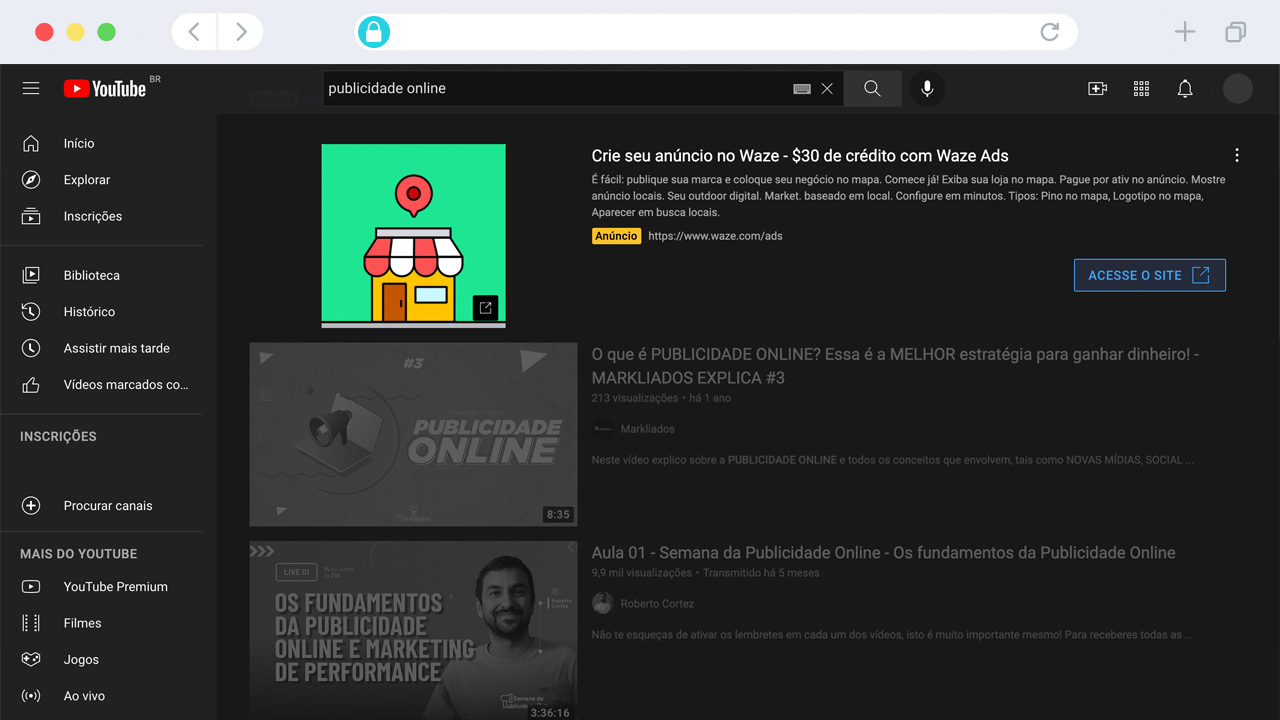 YouTube BR
publicidade online
Início
Explorar
Inscrições
Biblioteca
Histórico
Assistir mais tarde
Vídeos marcados co...
INSCRIÇÕES
Procurar canais
MAIS DO YOUTUBE
YouTube Premium
Filmes
Jogos
Ao vivo
Crie seu anúncio no Waze - $30 de crédito com Waze Ads
É fácil: publique sua marca e coloque seu negócio no mapa. Comece já! Exiba sua loja no mapa. Pague por ativ no anúncio. Mostre
anúncio locais. Seu outdoor digital. Market. baseado em local. Configure em minutos. Tipos: Pino no mapa, Logotipo no mapa,
Aparecer em busca locais.
Anúncio https://www.waze.com/ads
ACESSE O SITE
#3
PUBLICIDADE
ONLINE
Markliados
8:35
O que é PUBLICIDADE ONLINE? Essa é a MELHOR estratégia para ganhar dinheiro! -
MARKLIADOS EXPLICA #3
213 visualizações • há 1 ano
Markliados
Neste vídeo explico sobre a PUBLICIDADE ONLINE e todos os conceitos que envolvem, tais como NOVAS MÍDIAS, SOCIAL ...
LIVE 01
OS FUNDAMENTOS
DA PUBLICIDADE
ONLINE E MARKETING
DE PERFORMANCE
Roberto
Cortez
Semana da
3:36:16
Aula 01 - Semana da Publicidade Online - Os fundamentos da Publicidade Online
9,9 mil visualizações • Transmitido há 5 meses
Roberto Cortez
Não te esqueças de ativar os lembretes em cada um dos vídeos, isto é muito importante mesmo! Para receberes todas as ...